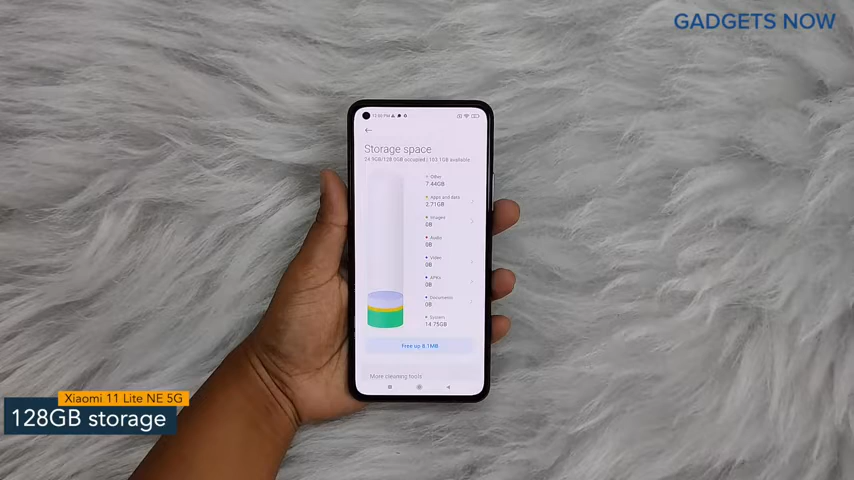 GADGETS NOW
Storage space
24.9GB/128.0GB occupied | 103.1GB available
Other
7.44GB
Apps and data
2.71GB
Images
0B
Audio
0B
Video
0B
APKs
0B
Documents
0B
System
14.75GB
Free up 8.1MB
More cleaning tools
Xiaomi 11 Lite NE 5G
128GB storage